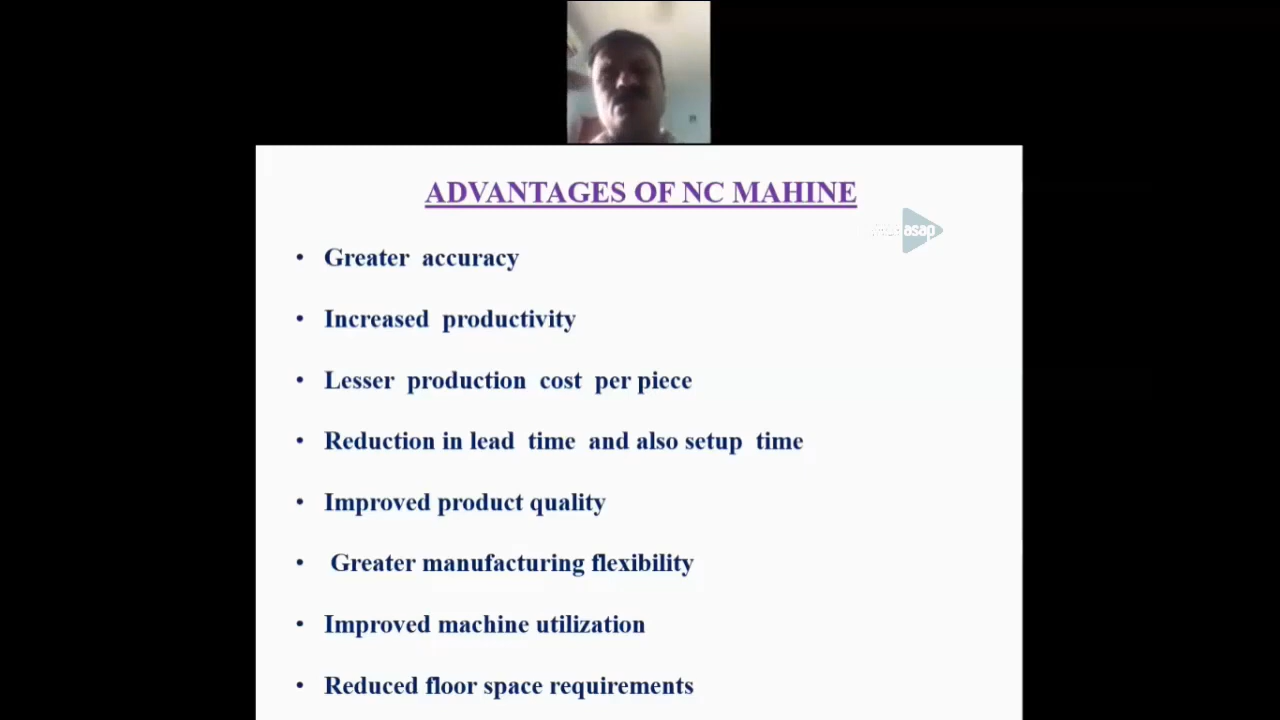 ADVANTAGES OF NC MAHINE
asap
• Greater accuracy
• Increased productivity
• Lesser production cost per piece
• Reduction in lead time and also setup time
• Improved product quality
• Greater manufacturing flexibility
• Improved machine utilization
• Reduced floor space requirements